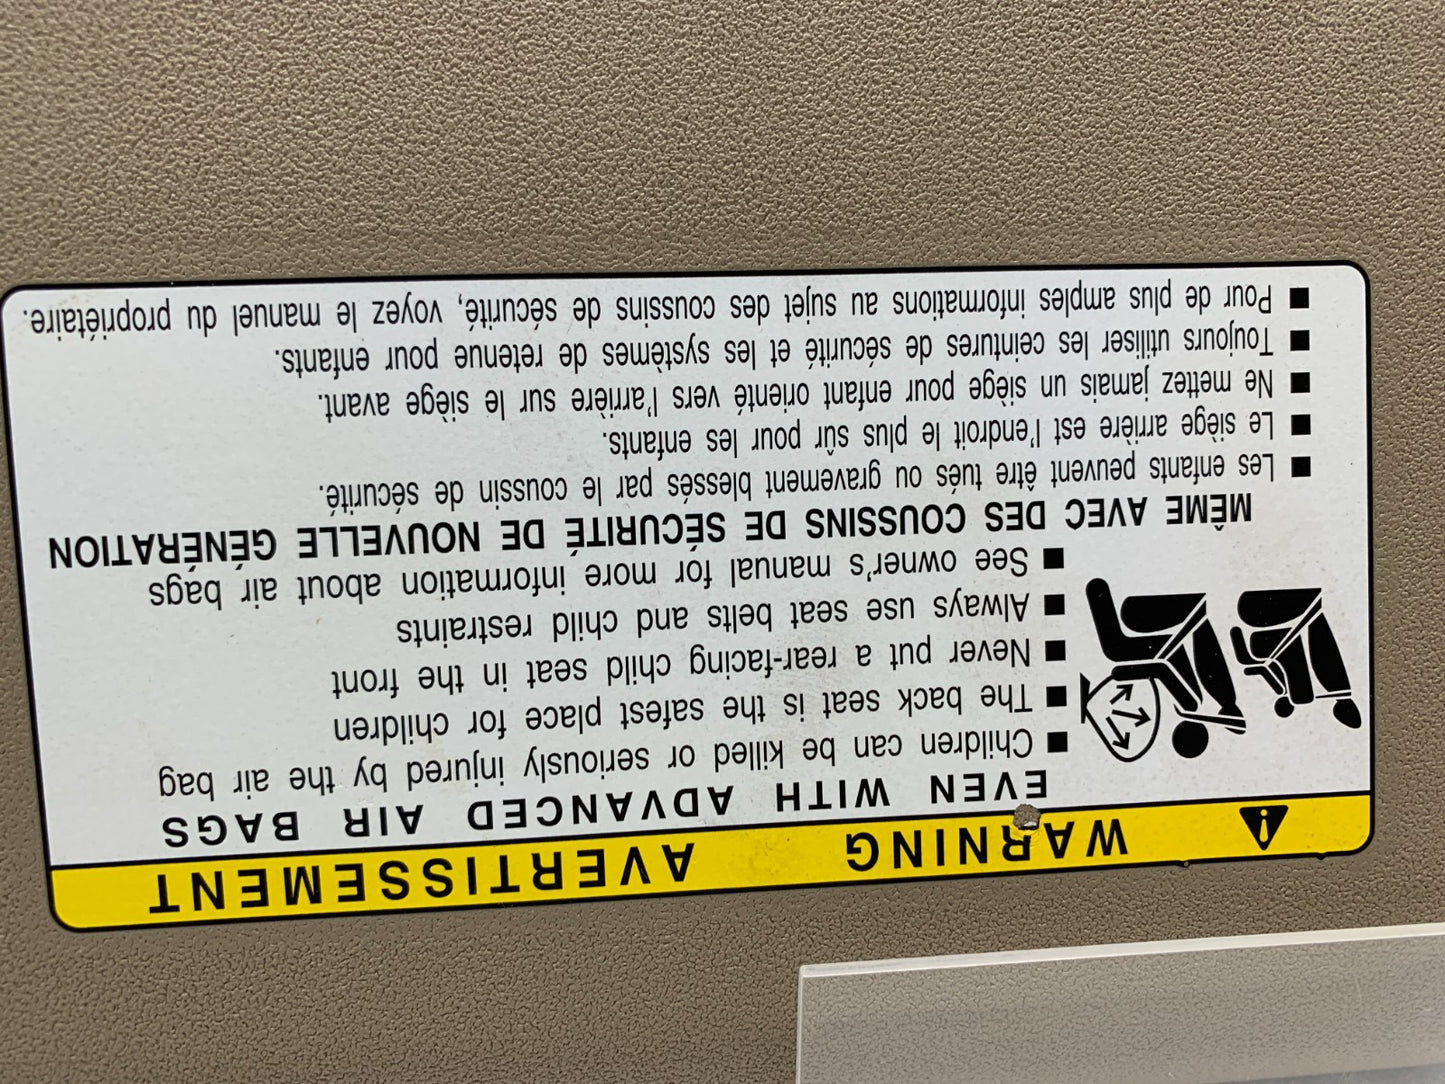 WARNING AVERTISSEMENT
EVEN WITH ADVANCED AIR BAGS
■ Children can be killed or seriously injured by the air bag
■ The back seat is the safest place for children
■ Never put a rear-facing child seat in the front
■ Always use seat belts and child restraints
■ See owner's manual for more information about air bags
MÊME AVEC DES COUSSINS DE SÉCURITÉ DE NOUVELLE GÉNÉRATION
■ Les enfants peuvent être tués ou gravement blessés par le coussin de sécurité.
■ Le siège arrière est l'endroit le plus sûr pour les enfants.
■ Ne mettez jamais un siège pour enfant orienté vers l'arrière sur le siège avant.
■ Toujours utiliser les ceintures de sécurité et les systèmes de retenue pour enfants.
■ Pour de plus amples informations au sujet des coussins de sécurité, voyez le manuel du propriétaire.